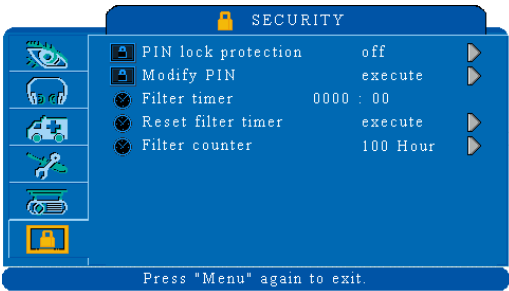 SECURITY
PIN lock protection off
Modify PIN execute
Filter timer 0000 : 00
Reset filter timer execute
Filter counter 100 Hour
Press "Menu" again to exit.